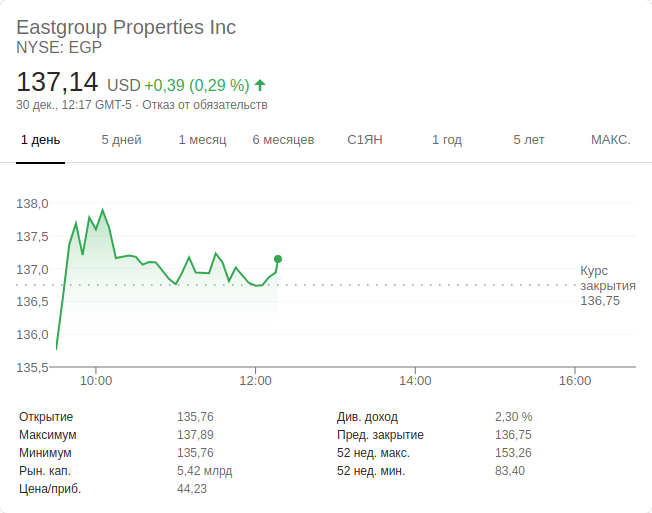 Eastgroup Properties Inc
NYSE: EGP
137,14 USD +0,39 (0,29 %)
30 дек., 12:17 GMT-5 · Отказ от обязательств
1 день 5 дней 1 месяц 6 месяцев С1ЯН 1 год 5 лет МАКС.
138,0
137,5
137,0
136,5
136,0
135,5
Курс
закрытия
136,75
10:00 12:00 14:00 16:00
Открытие 135,76 Див. доход 2,30 %
Максимум 137,89 Пред. закрытие 136,75
Минимум 135,76 52 нед. макс. 153,26
Рын. кап. 5,42 млрд 52 нед. мин. 83,40
Цена/приб. 44,23